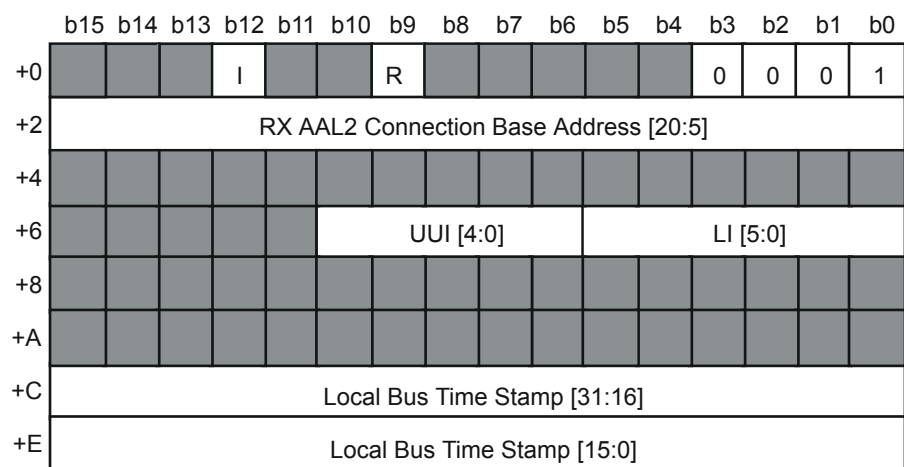 b15 b14 b13 b12 b11 b10 b9 b8 b7 b6 b5 b4 b3 b2 b1 b0
+0 I R 0 0 0 1
+2 RX AAL2 Connection Base Address [20:5]
+4
+6 UUI [4:0] LI [5:0]
+8
+A
+C Local Bus Time Stamp [31:16]
+E Local Bus Time Stamp [15:0]